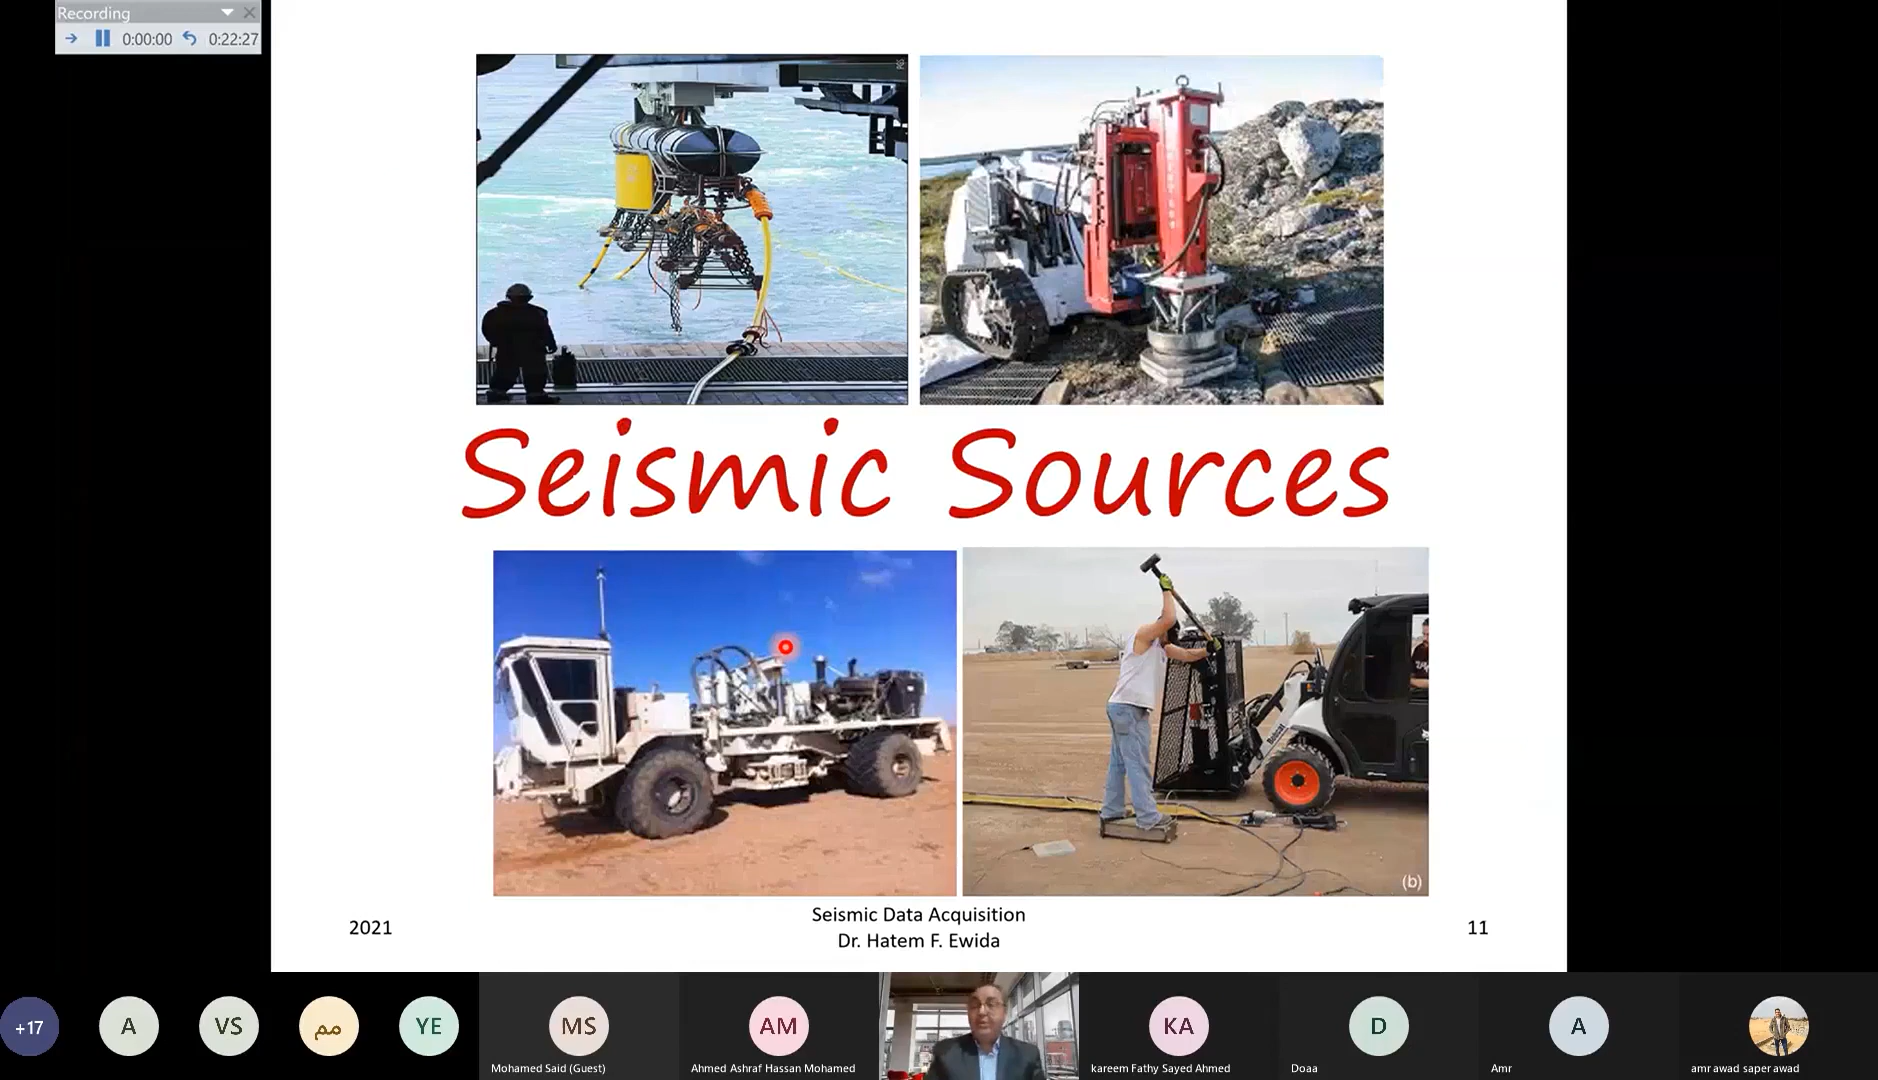 Recording
0:00:00 0:22:27
Seismic Sources
Bobcat
(b)
2021
Seismic Data Acquisition
Dr. Hatem F. Ewida
11
+17
A
VS
مم
YE
MS
AM
KA
D
A
Mohamed Said (Guest)
Ahmed Ashraf Hassan Mohamed
kareem Fathy Sayed Ahmed
Doaa
Amr
amr awad saper awad